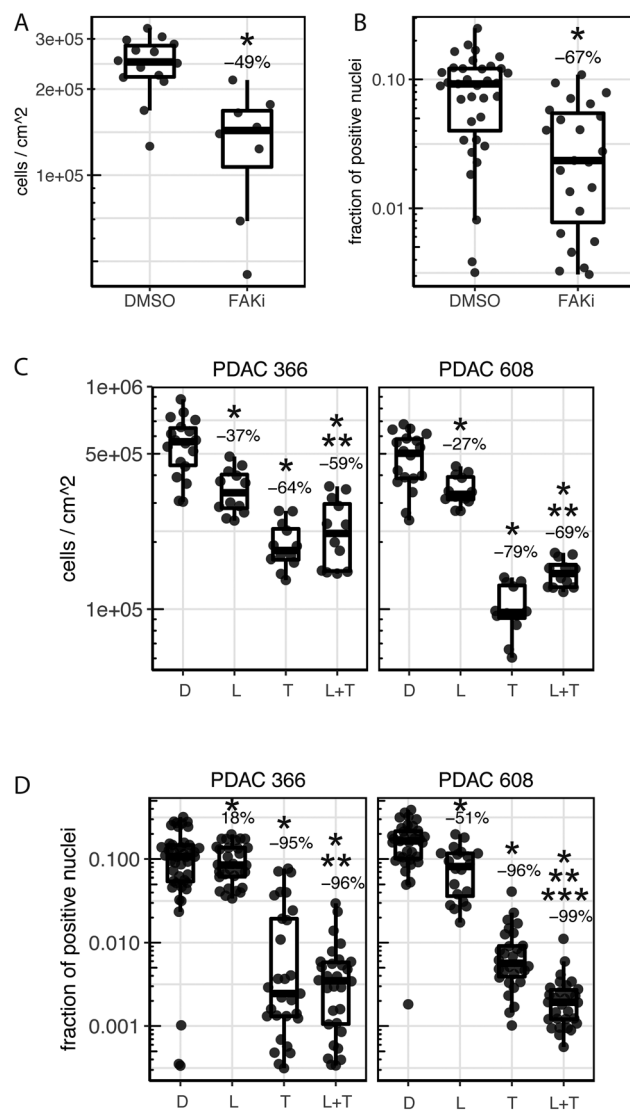 A
cells / cm^2
3e+05
2e+05
1e+05
*
−49%
DMSO
FAKi
B
fraction of positive nuclei
0.10
0.01
*
−67%
DMSO
FAKi
C
PDAC 366
PDAC 608
cells / cm^2
1e+06
5e+05
1e+05
*
−37%
*
−64%
*
**
−59%
*
−27%
*
−79%
*
**
−69%
D
L
T
L+T
D
L
T
L+T
D
PDAC 366
PDAC 608
fraction of positive nuclei
0.100
0.010
0.001
*
18%
*
−95%
*
**
−96%
*
−51%
*
−96%
*
**
***
−99%
D
L
T
L+T
D
L
T
L+T